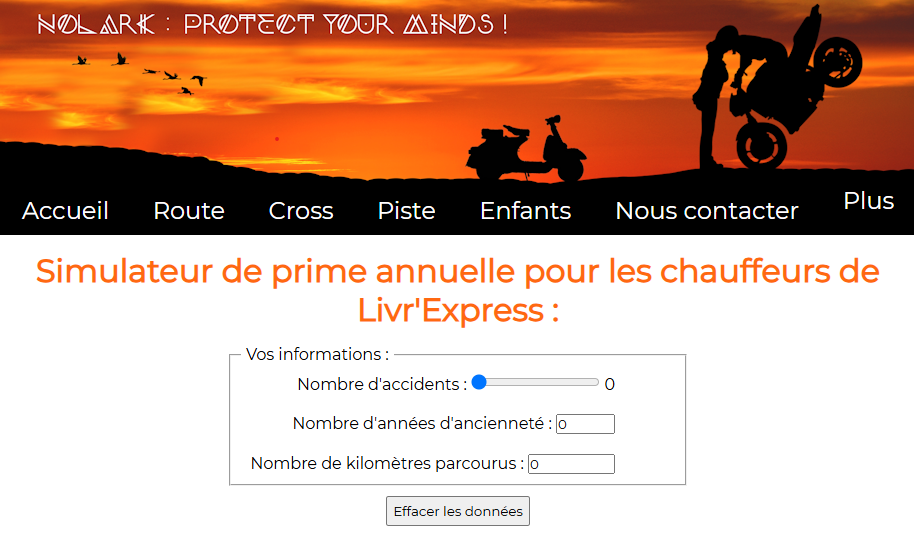 NOLARK : PROTECT YOUR MINDS !
Accueil Route Cross Piste Enfants Nous contacter Plus
Simulateur de prime annuelle pour les chauffeurs de
Livr'Express :
Vos informations :
Nombre d'accidents : 0
Nombre d'années d'ancienneté : 0
Nombre de kilomètres parcourus : 0
Effacer les données